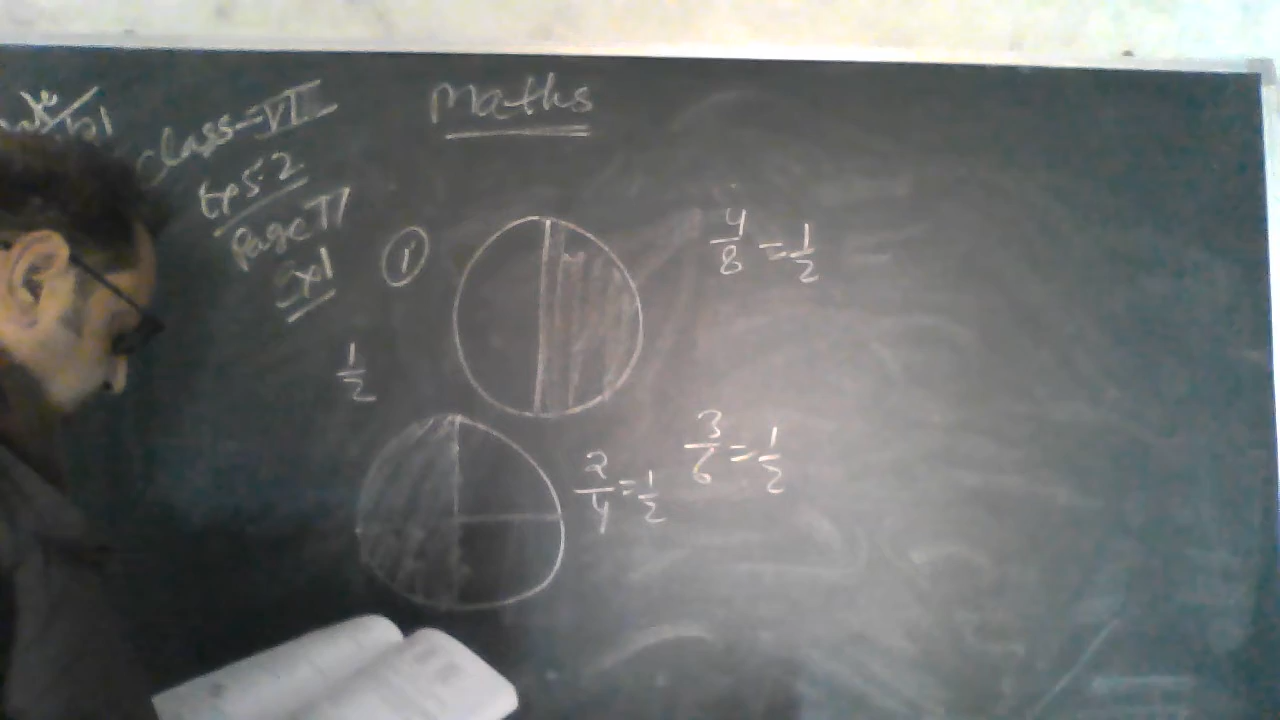 Maths
Class-VI
Ex 5.2
Page 77
Ex 1
①
4/8 = 1/2
1/2
3/6 = 1/2
2/4 = 1/2